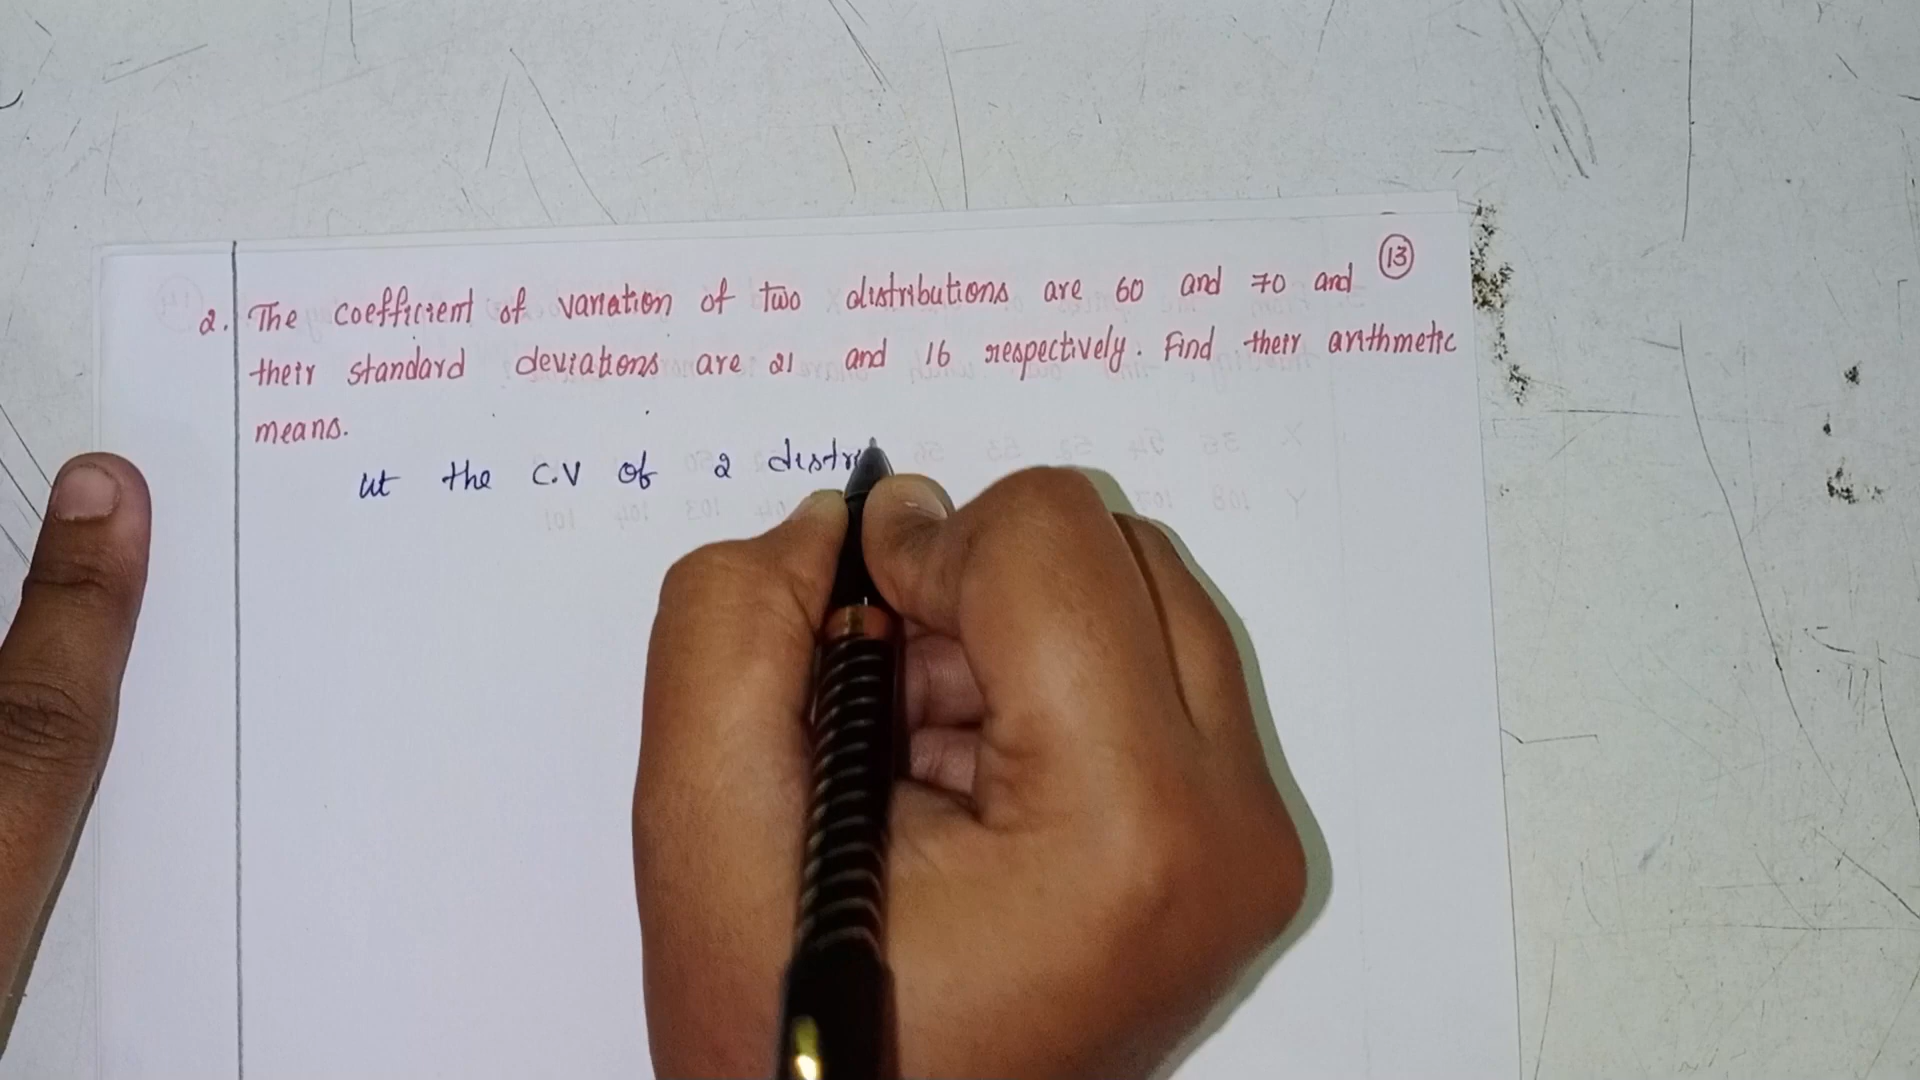 13
2. The coefficient of variation of two distributions are 60 and 70 and
their standard deviations are 21 and 16 respectively. Find their arithmetic
means.
let the C.V of 2 distri